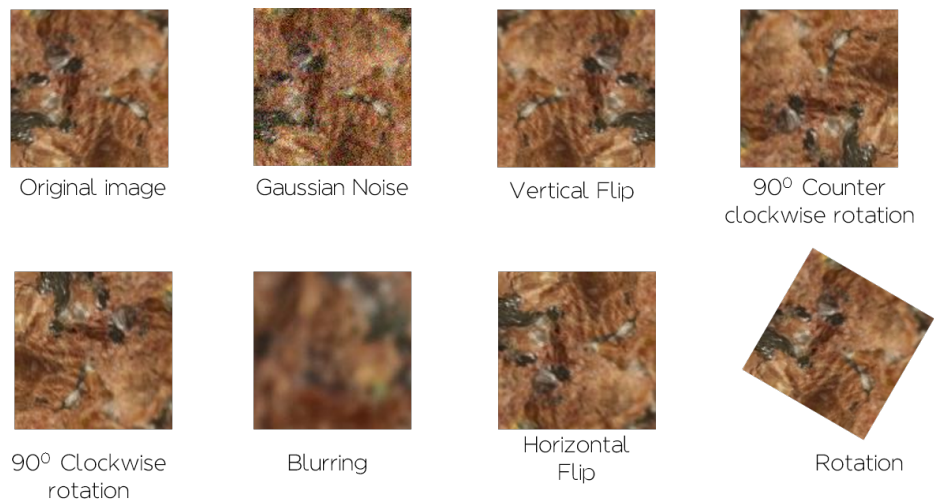 Original image
Gaussian Noise
Vertical Flip
90⁰ Counter
clockwise rotation
90⁰ Clockwise
rotation
Blurring
Horizontal
Flip
Rotation